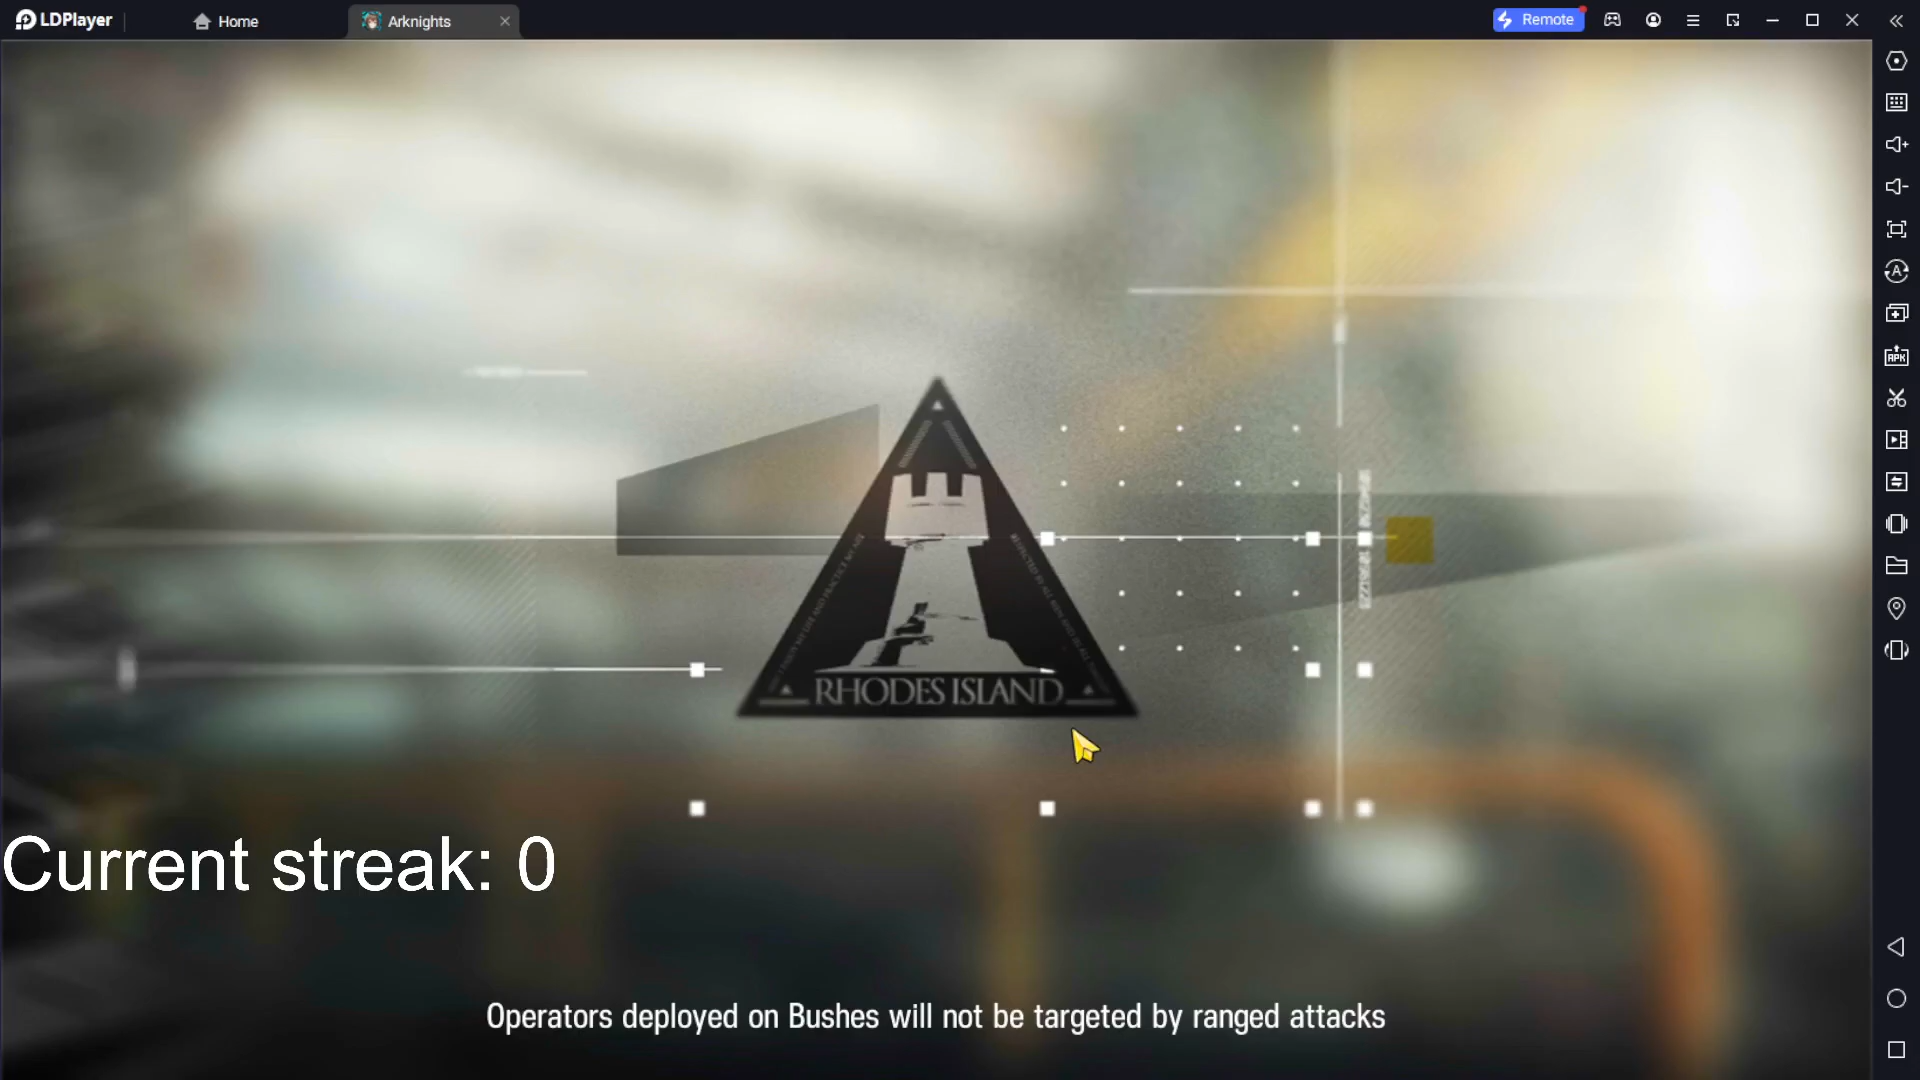 LDPlayer
Home
Arknights
Remote
APK
RHODES ISLAND
Current streak: 0
Operators deployed on Bushes will not be targeted by ranged attacks